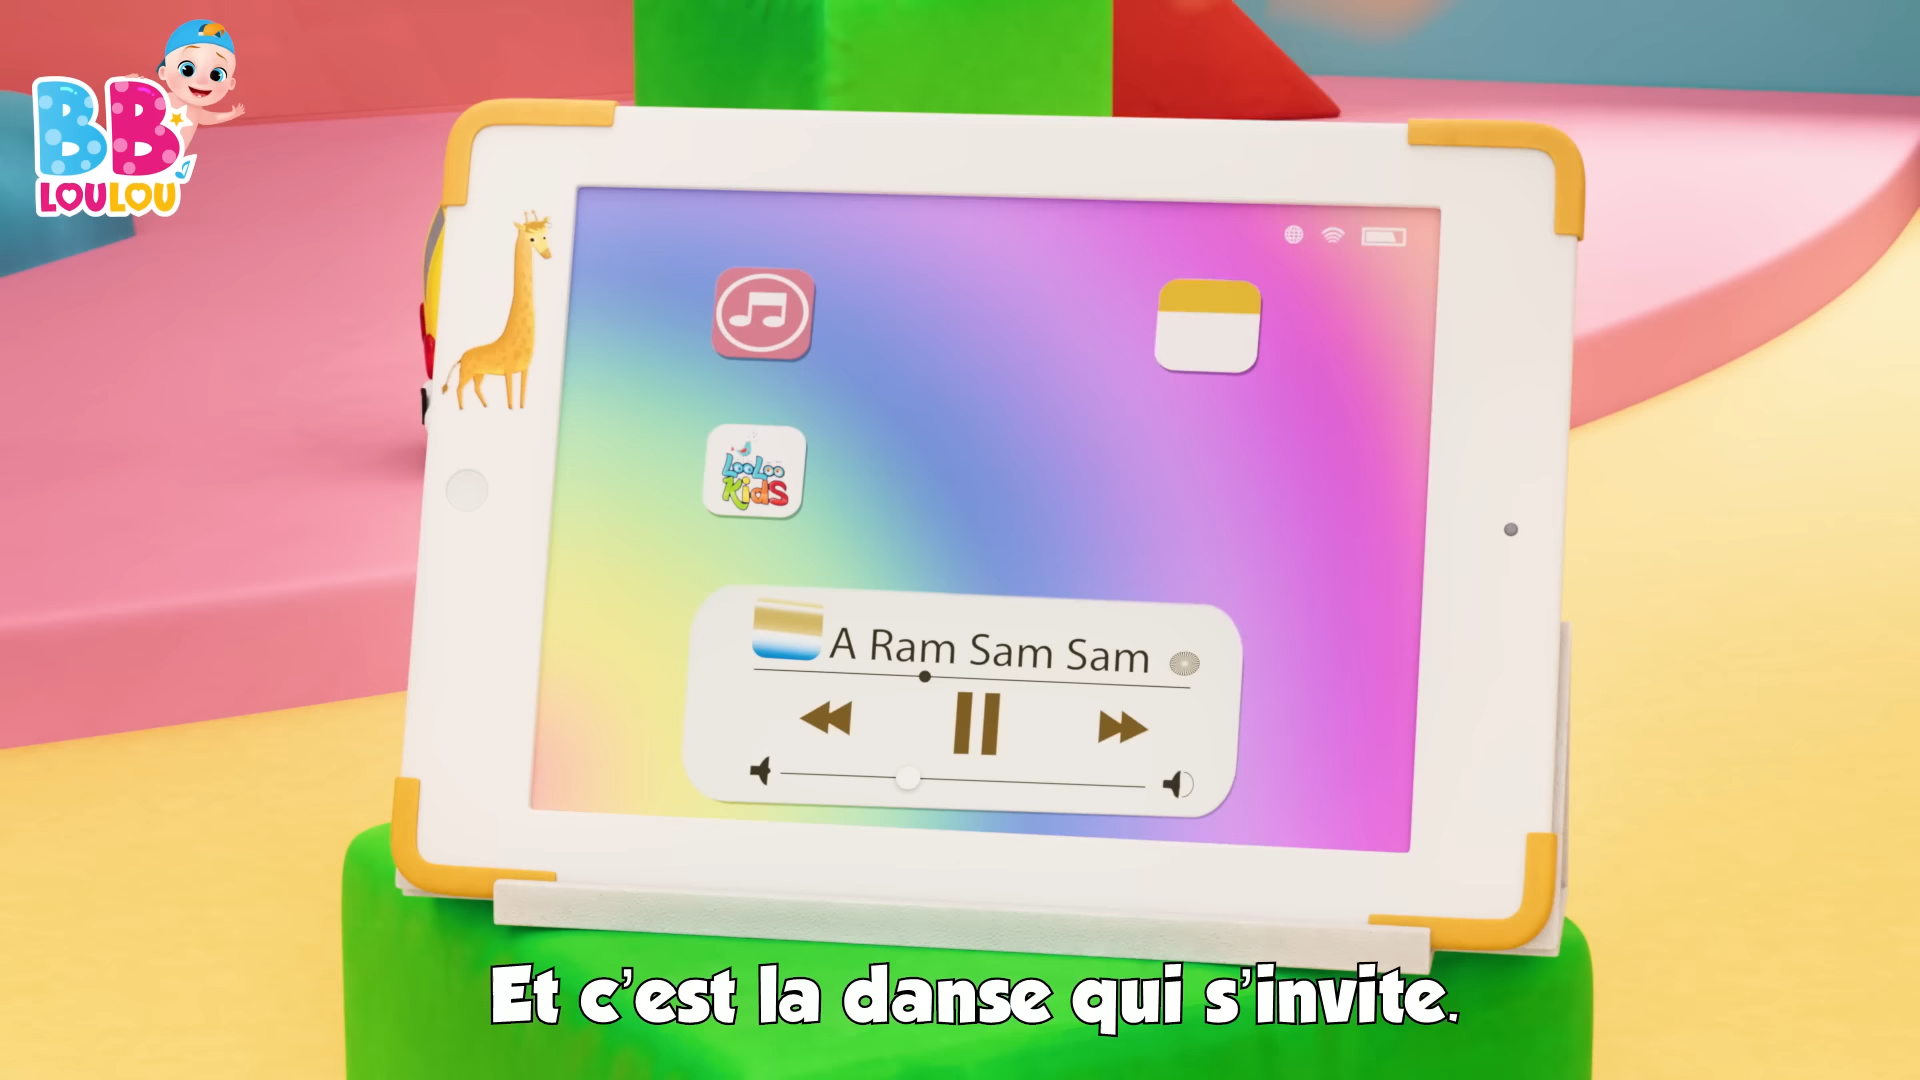 BB
LOULOU
LooLoo
Kids
A Ram Sam Sam
Et c'est la danse qui s'invite.